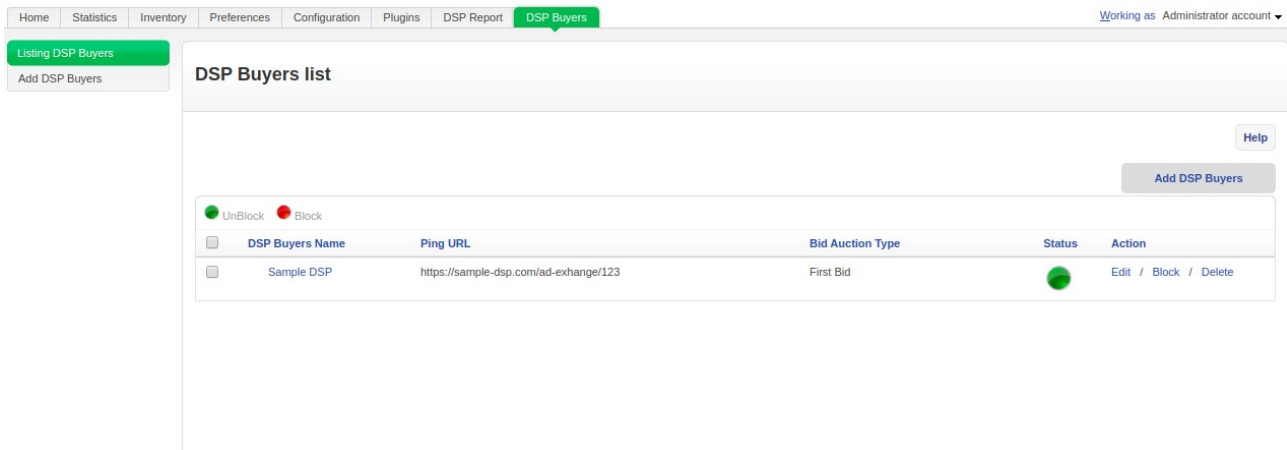 Home Statistics Inventory Preferences Configuration Plugins DSP Report DSP Buyers Working as Administrator account
Listing DSP Buyers
Add DSP Buyers
DSP Buyers list
Help
Add DSP Buyers
UnBlock Block
DSP Buyers Name Ping URL Bid Auction Type Status Action
Sample DSP https://sample-dsp.com/ad-exhange/123 First Bid Edit / Block / Delete